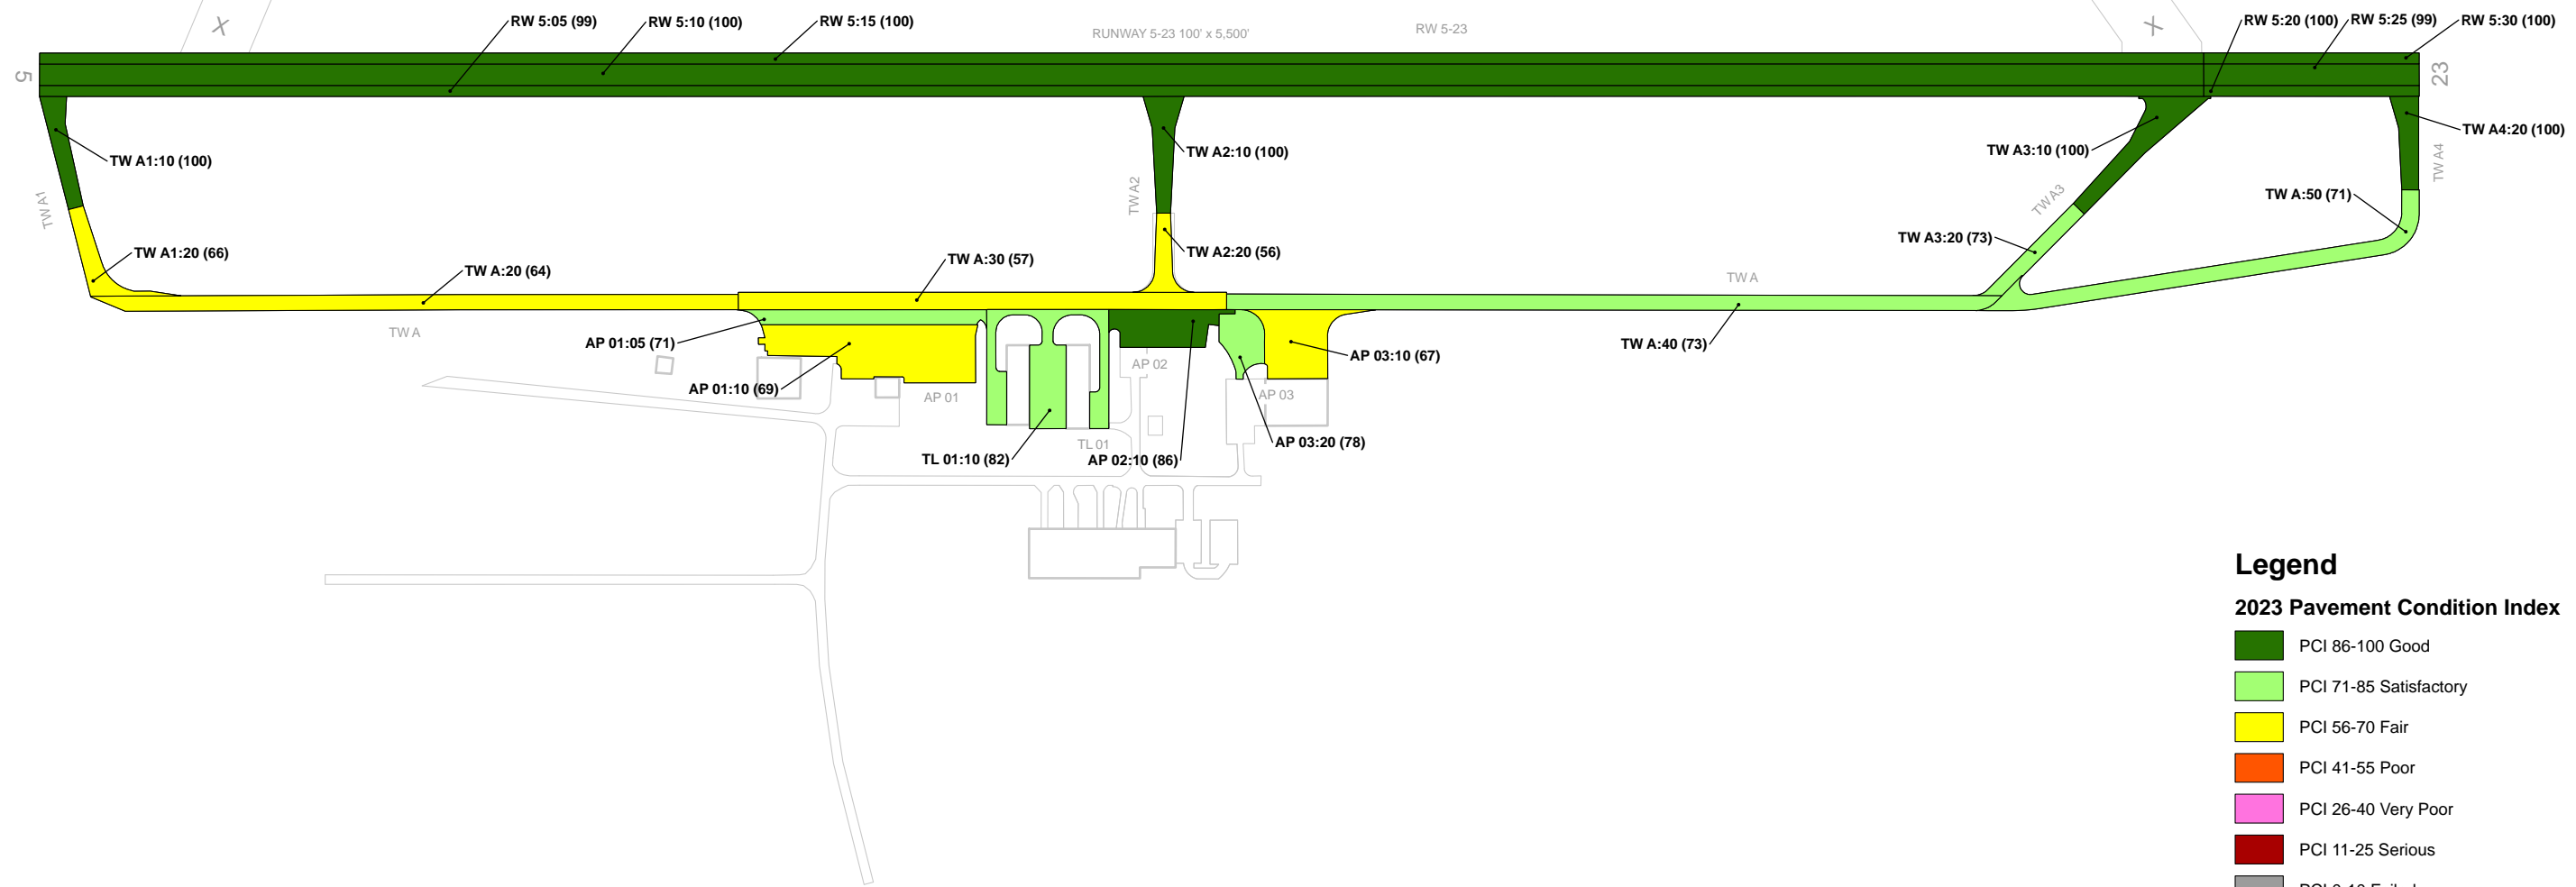 X
RW 5:05 (99)
RW 5:10 (100)
RW 5:15 (100)
RUNWAY 5-23 100' x 5,500'
RW 5-23
X
RW 5:20 (100)
RW 5:25 (99)
RW 5:30 (100)
5
23
TW A1:10 (100)
TW A2:10 (100)
TW A3:10 (100)
TW A4:20 (100)
TW A1
TW A2
TW A3
TW A4
TW A:50 (71)
TW A1:20 (66)
TW A:20 (64)
TW A:30 (57)
TW A2:20 (56)
TW A3:20 (73)
TW A
TW A
AP 01:05 (71)
AP 01:10 (69)
AP 01
AP 02
AP 03:10 (67)
TW A:40 (73)
AP 03
TL 01
TL 01:10 (82)
AP 02:10 (86)
AP 03:20 (78)
Legend
2023 Pavement Condition Index
PCI 86-100 Good
PCI 71-85 Satisfactory
PCI 56-70 Fair
PCI 41-55 Poor
PCI 26-40 Very Poor
PCI 11-25 Serious
PCI 0-10 Failed